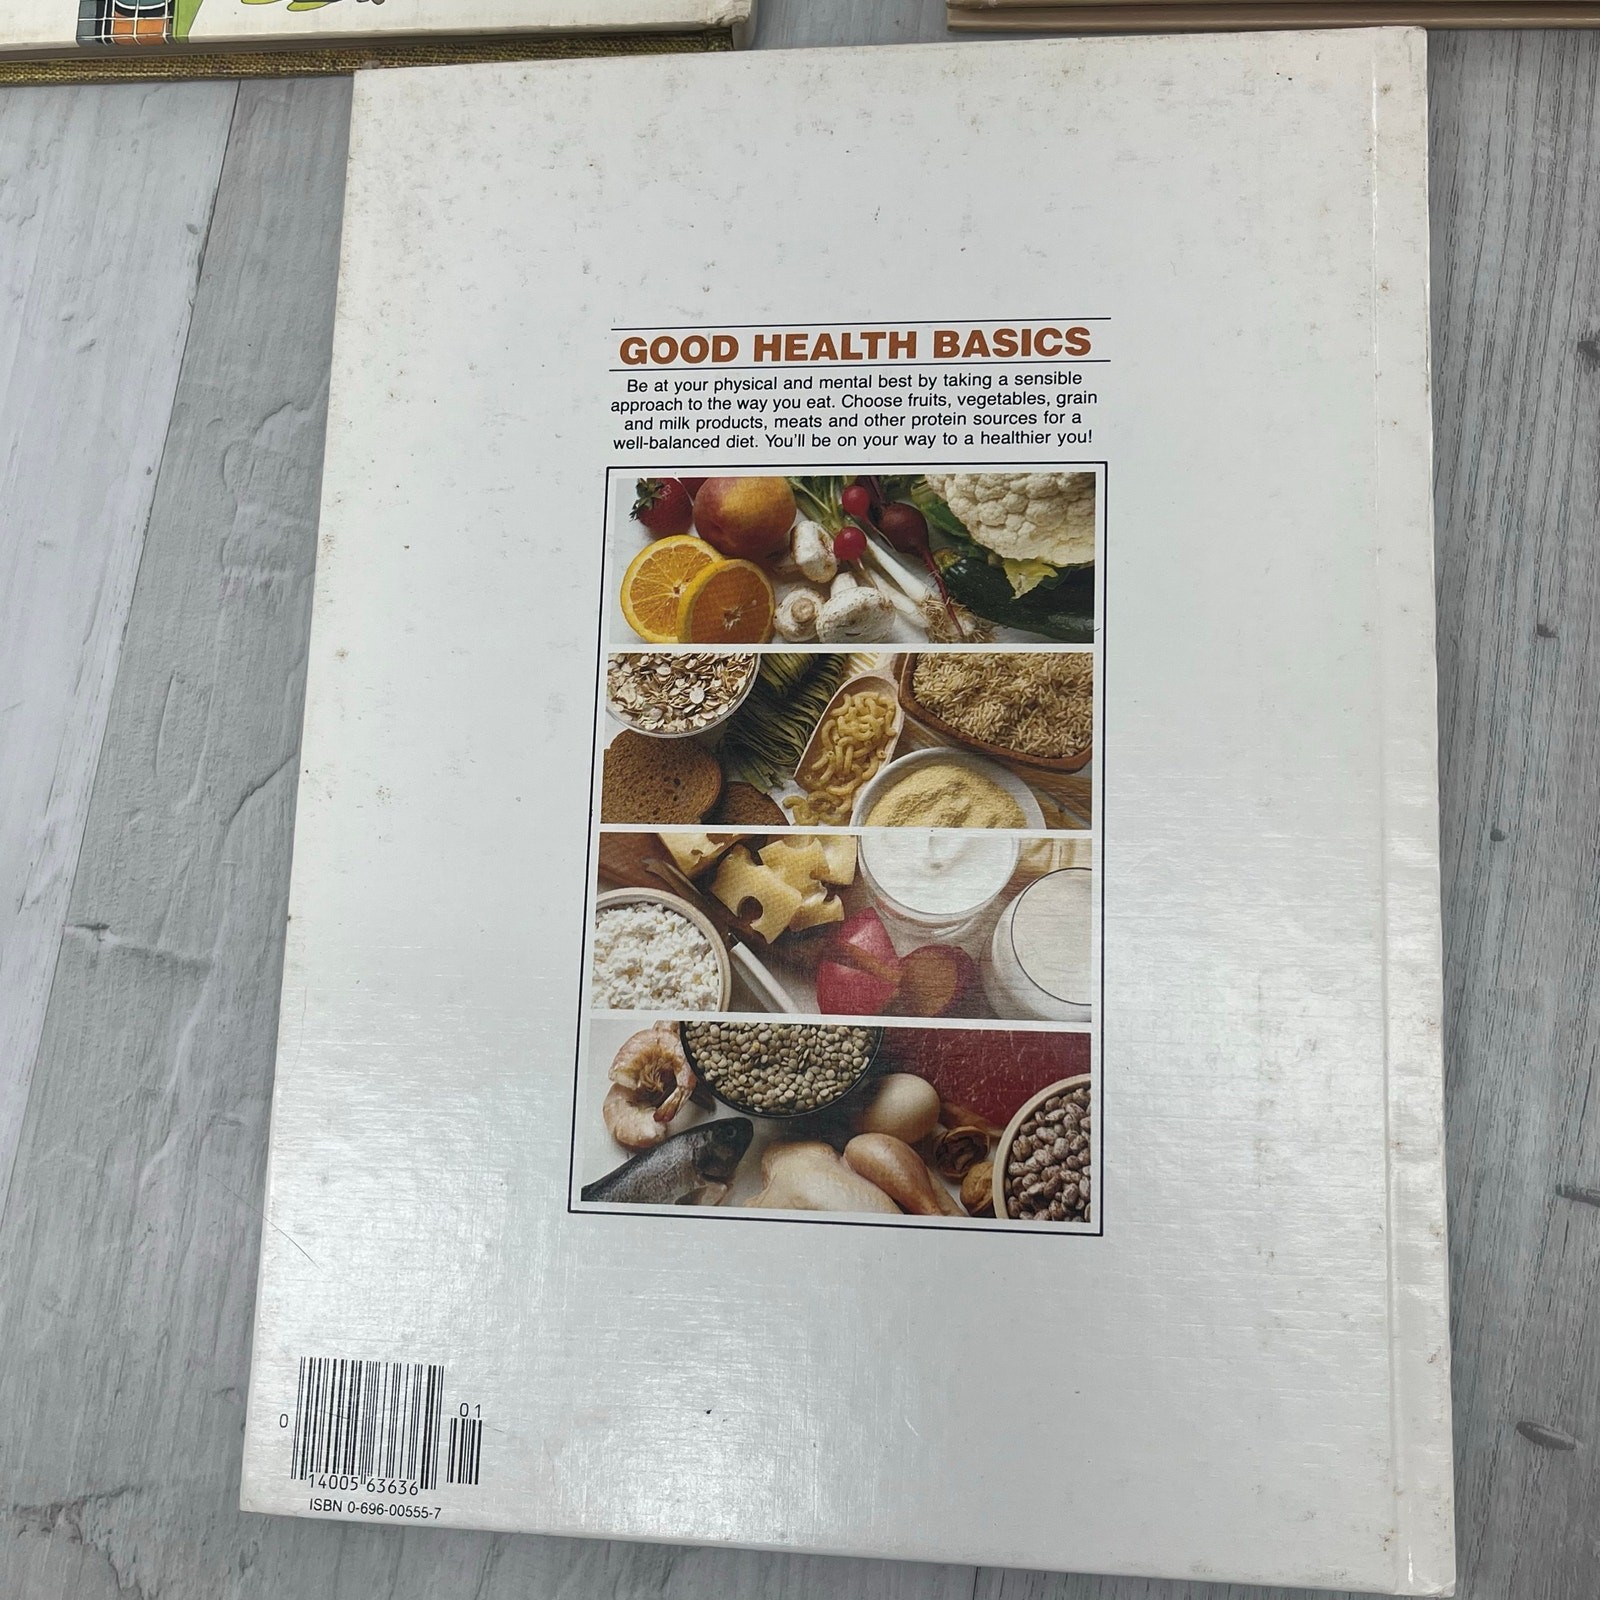 GOOD HEALTH BASICS
Be at your physical and mental best by taking a sensible
approach to the way you eat. Choose fruits, vegetables, grain
and milk products, meats and other protein sources for a
well-balanced diet. You'll be on your way to a healthier you!
01
0
14005 63636
ISBN 0-696-00555-7